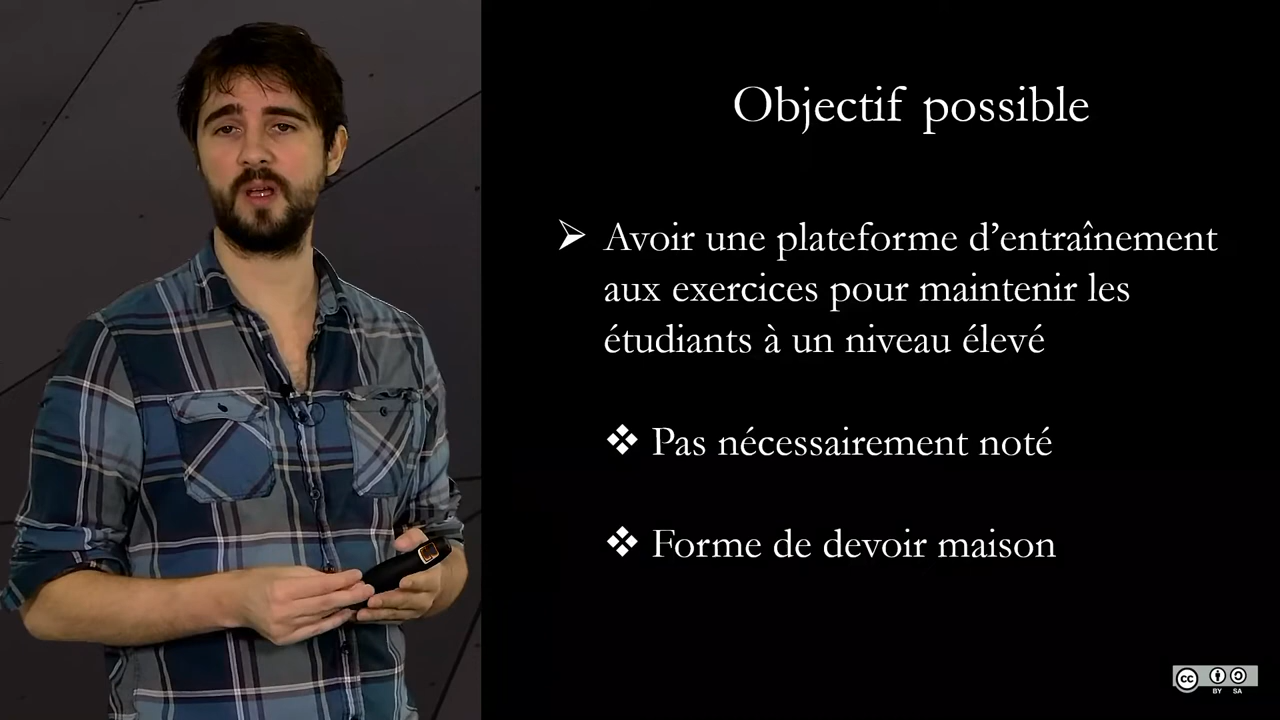 Objectif possible
➢ Avoir une plateforme d’entraînement
aux exercices pour maintenir les
étudiants à un niveau élevé
❖ Pas nécessairement noté
❖ Forme de devoir maison
cc
BY SA